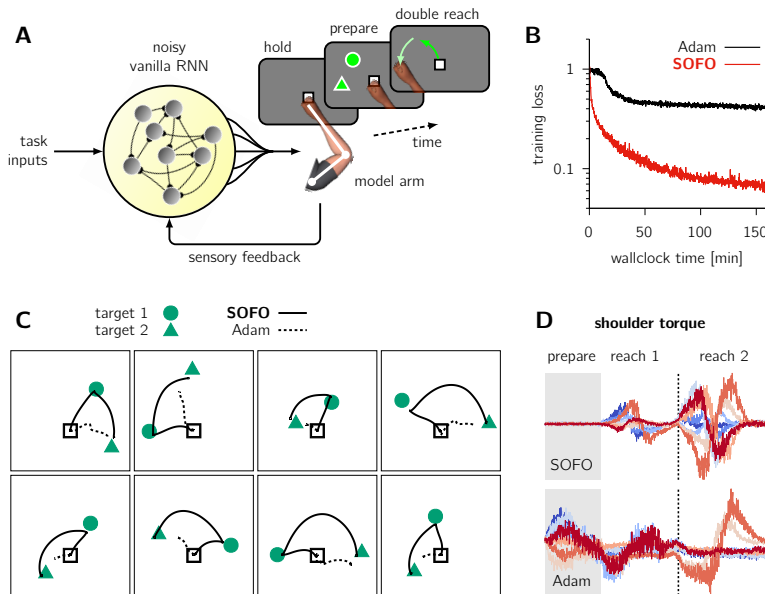 A
noisy
vanilla RNN
task
inputs
sensory feedback
hold
prepare
double reach
time
model arm
B
Adam
SOFO
training loss
1
0.1
0
50
100
150
wallclock time [min]
C
target 1
target 2
SOFO
Adam
D
shoulder torque
prepare
reach 1
reach 2
SOFO
Adam